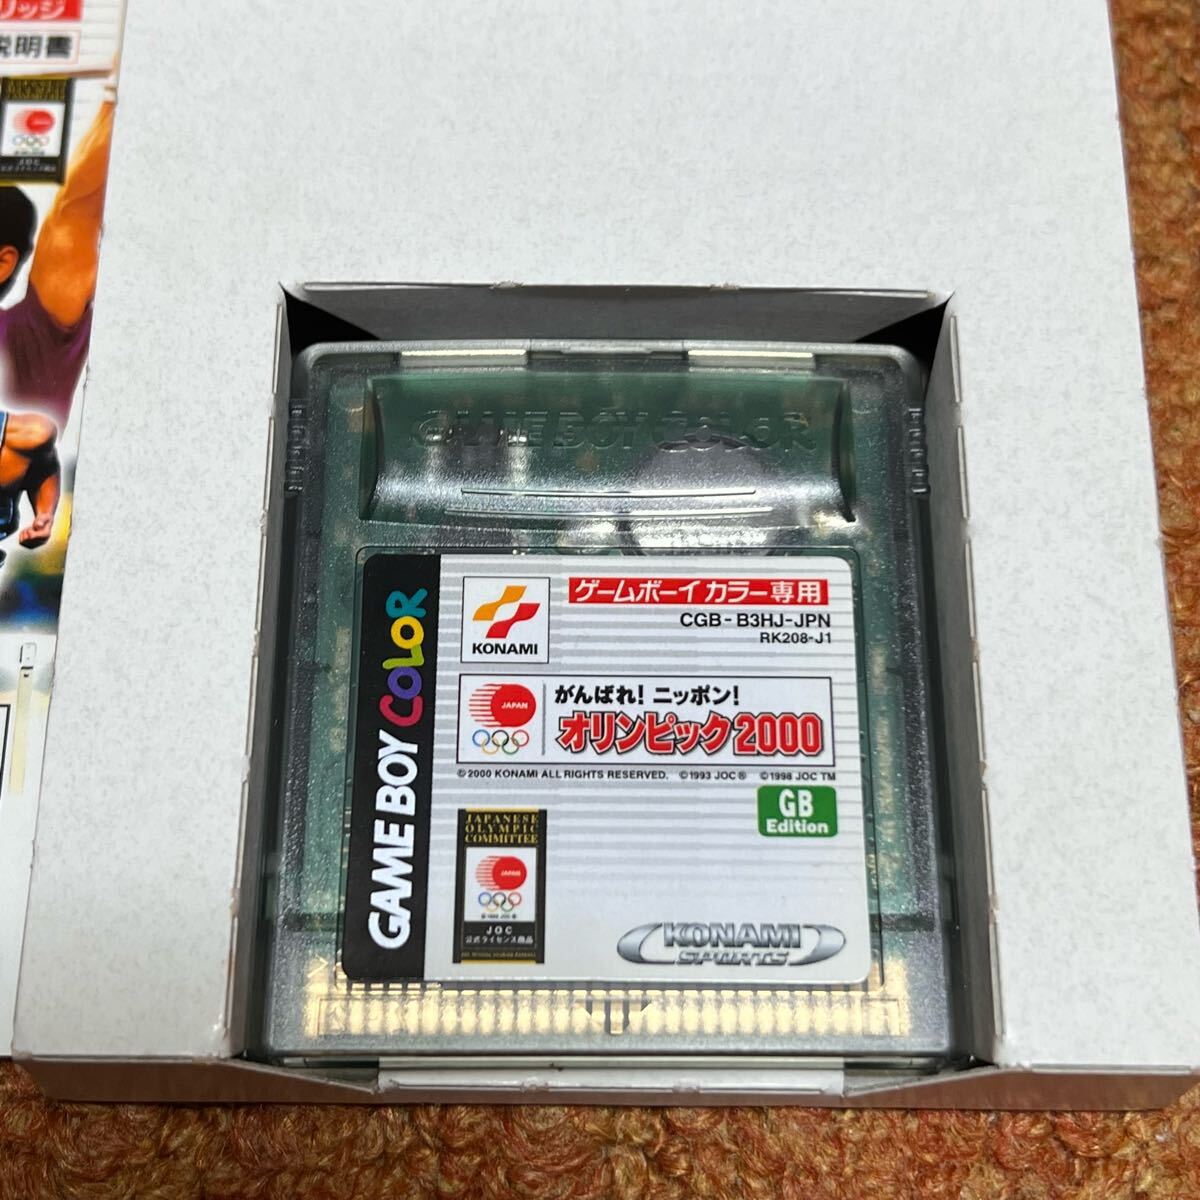 リッジ
説明書
JOC
GAME BOY COLOR
GAME BOY COLOR
KONAMI
ゲームボーイカラー専用
CGB-B3HJ-JPN
RK208-J1
JAPAN
がんばれ!ニッポン!
オリンピック2000
©2000 KONAMI ALL RIGHTS RESERVED. ©1993 JOC® ©1998 JOC TM
GB
Edition
JAPANESE
OLYMPIC
COMMITTEE
JAPAN
JOC
公式ライセンス商品
KONAMI
SPORTS